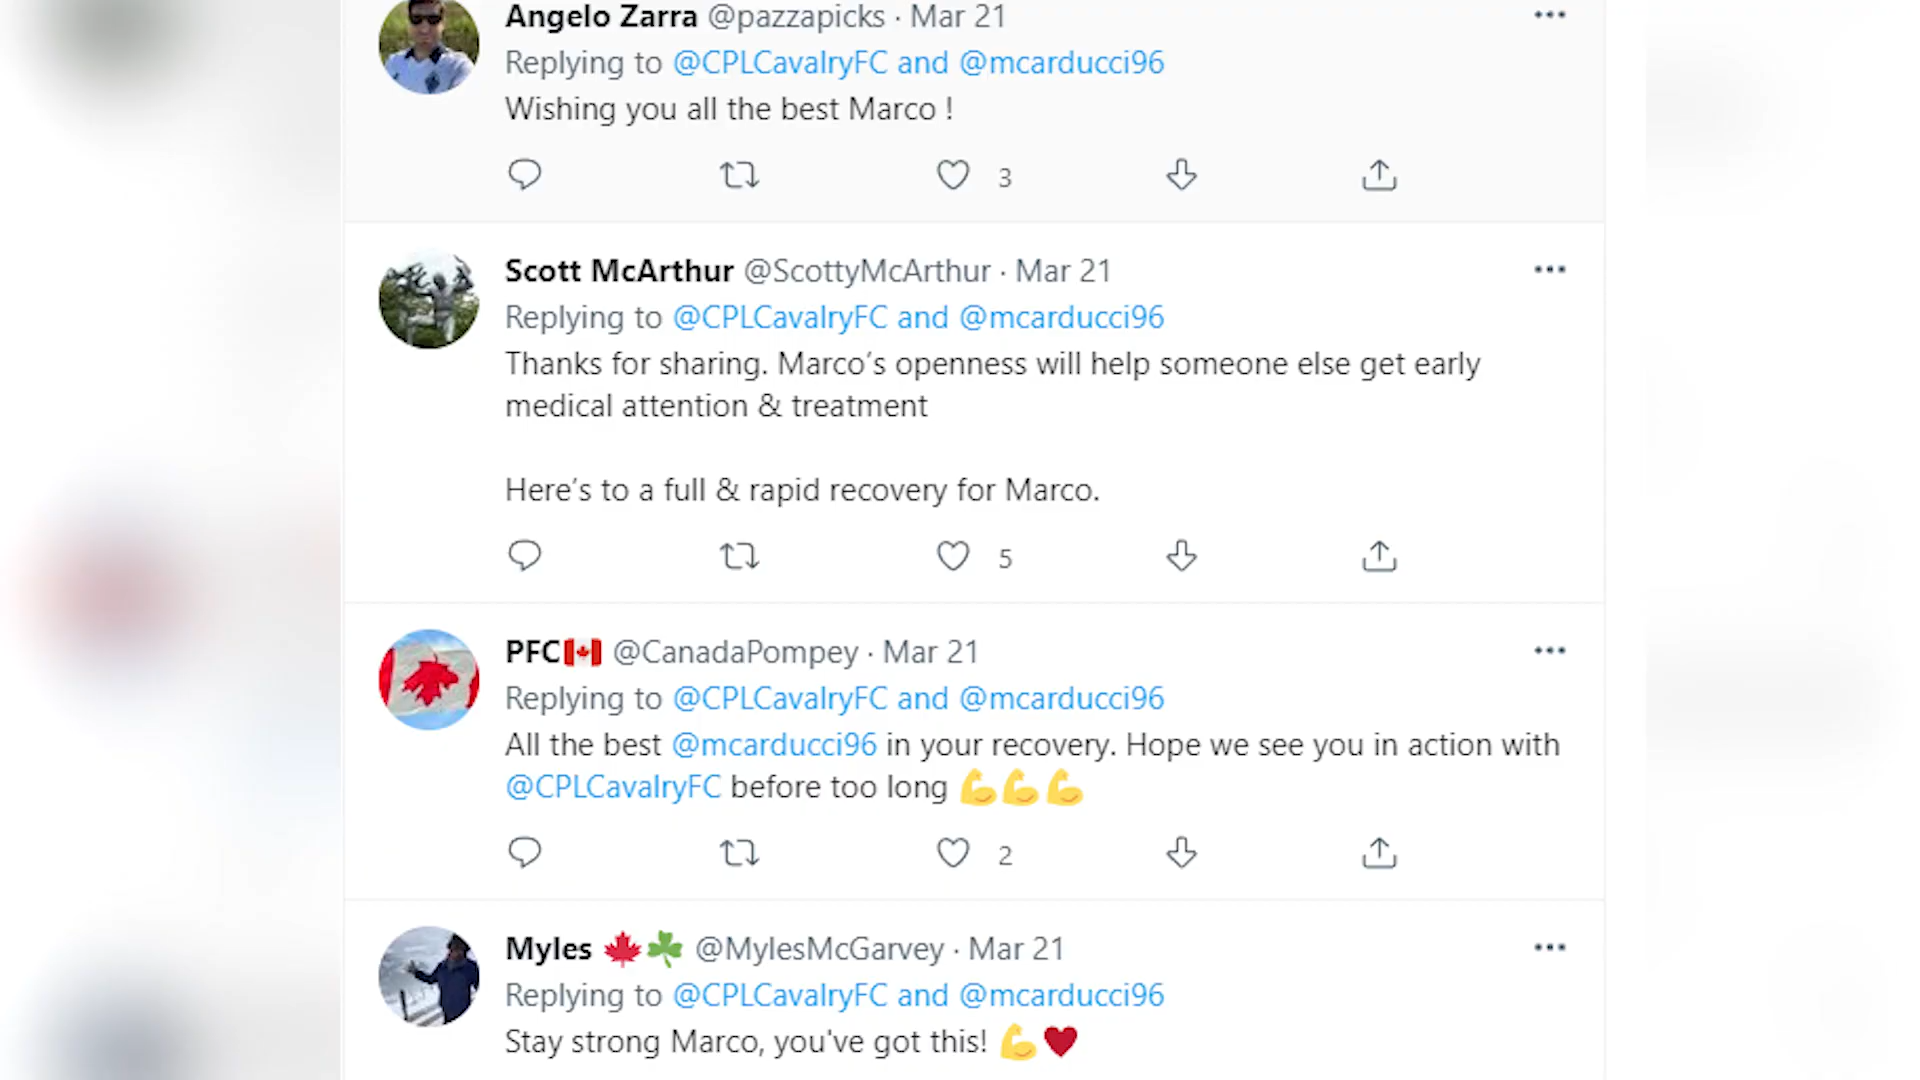 Angelo Zarra @pazzapicks · Mar 21
Replying to @CPLCavalryFC and @mcarducci96
Wishing you all the best Marco !
3
Scott McArthur @ScottyMcArthur · Mar 21
Replying to @CPLCavalryFC and @mcarducci96
Thanks for sharing. Marco’s openness will help someone else get early
medical attention & treatment
Here’s to a full & rapid recovery for Marco.
5
PFC🇨🇦 @CanadaPompey · Mar 21
Replying to @CPLCavalryFC and @mcarducci96
All the best @mcarducci96 in your recovery. Hope we see you in action with
@CPLCavalryFC before too long 💪💪💪
2
Myles 🍁☘️ @MylesMcGarvey · Mar 21
Replying to @CPLCavalryFC and @mcarducci96
Stay strong Marco, you've got this! 💪♥️